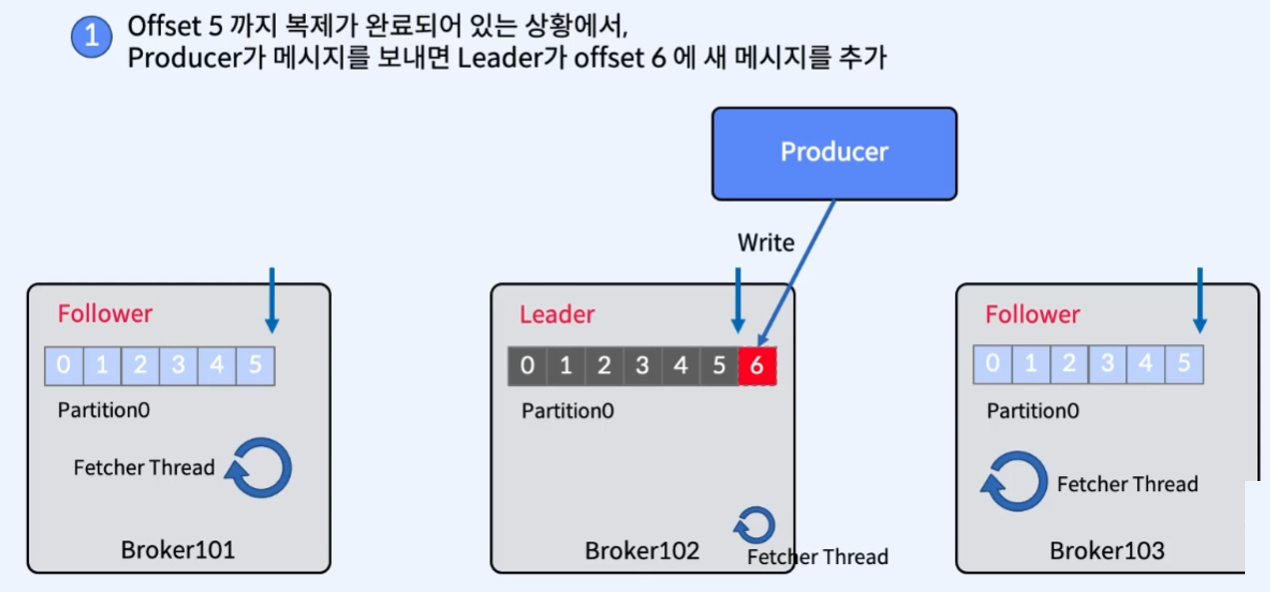 1
Offset 5 까지 복제가 완료되어 있는 상황에서,
Producer가 메시지를 보내면 Leader가 offset 6 에 새 메시지를 추가
Producer
Write
Follower
0 1 2 3 4 5
Partition0
Fetcher Thread
Broker101
Leader
0 1 2 3 4 5 6
Partition0
Broker102
Fetcher Thread
Follower
0 1 2 3 4 5
Partition0
Fetcher Thread
Broker103